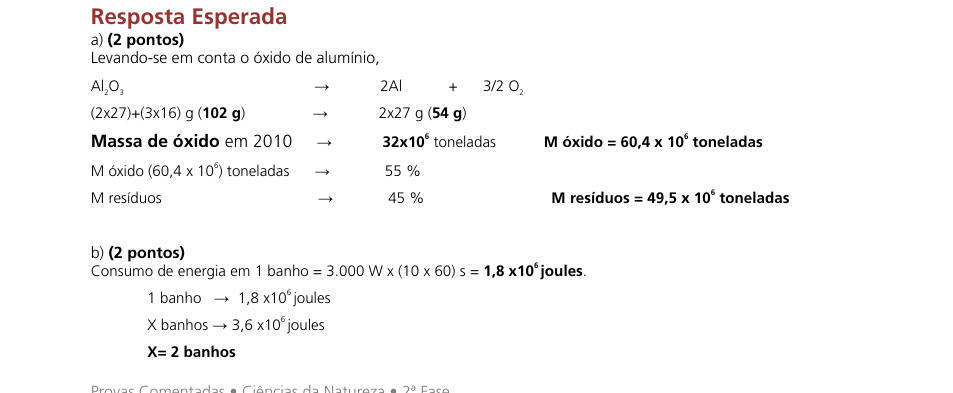 Resposta Esperada
a) (2 pontos)
Levando-se em conta o óxido de alumínio,
Al₂O₃ → 2Al + 3/2 O₂
(2x27)+(3x16) g (102 g) → 2x27 g (54 g)
Massa de óxido em 2010 → 32x10⁶ toneladas M óxido = 60,4 x 10⁶ toneladas
M óxido (60,4 x 10⁶) toneladas → 55 %
M resíduos → 45 % M resíduos = 49,5 x 10⁶ toneladas
b) (2 pontos)
Consumo de energia em 1 banho = 3.000 W x (10 x 60) s = 1,8 x10⁶ joules.
1 banho → 1,8 x10⁶ joules
X banhos → 3,6 x10⁶ joules
X= 2 banhos
Provas Comentadas • Ciências da Natureza • 2ª Fase